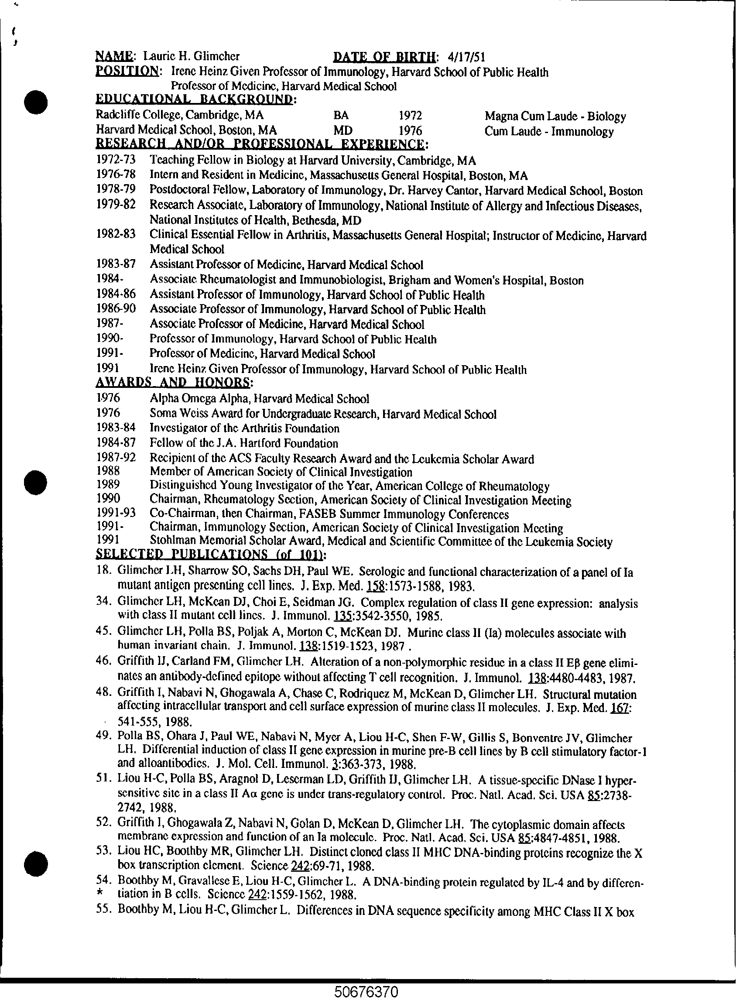 NAME: Laurie H. Glimcher DATE OF BIRTH: 4/17/51
POSITION: Irene Heinz Given Professor of Immunology, Harvard School of Public Health
Professor of Medicine, Harvard Medical School
EDUCATIONAL BACKGROUND:
Radcliffe College, Cambridge, MA BA 1972 Magna Cum Laude - Biology
Harvard Medical School, Boston, MA MD 1976 Cum Laude - Immunology
RESEARCH AND/OR PROFESSIONAL EXPERIENCE:
1972-73 Teaching Fellow in Biology at Harvard University, Cambridge, MA
1976-78 Intern and Resident in Medicine, Massachusetts General Hospital, Boston, MA
1978-79 Postdoctoral Fellow, Laboratory of Immunology, Dr. Harvey Cantor, Harvard Medical School, Boston
1979-82 Research Associate, Laboratory of Immunology, National Institute of Allergy and Infectious Diseases,
National Institutes of Health, Bethesda, MD
1982-83 Clinical Essential Fellow in Arthritis, Massachusetts General Hospital; Instructor of Medicine, Harvard
Medical School
1983-87 Assistant Professor of Medicine, Harvard Medical School
1984- Associate Rheumatologist and Immunobiologist, Brigham and Women's Hospital, Boston
1984-86 Assistant Professor of Immunology, Harvard School of Public Health
1986-90 Associate Professor of Immunology, Harvard School of Public Health
1987- Associate Professor of Medicine, Harvard Medical School
1990- Professor of Immunology, Harvard School of Public Health
1991- Professor of Medicine, Harvard Medical School
1991 Irene Heinz Given Professor of Immunology, Harvard School of Public Health
AWARDS AND HONORS:
1976 Alpha Omega Alpha, Harvard Medical School
1976 Soma Weiss Award for Undergraduate Research, Harvard Medical School
1983-84 Investigator of the Arthritis Foundation
1984-87 Fellow of the J.A. Hartford Foundation
1987-92 Recipient of the ACS Faculty Research Award and the Leukemia Scholar Award
1988 Member of American Society of Clinical Investigation
1989 Distinguished Young Investigator of the Year, American College of Rheumatology
1990 Chairman, Rheumatology Section, American Society of Clinical Investigation Meeting
1991-93 Co-Chairman, then Chairman, FASEB Summer Immunology Conferences
1991- Chairman, Immunology Section, American Society of Clinical Investigation Meeting
1991 Stohlman Memorial Scholar Award, Medical and Scientific Committee of the Leukemia Society
SELECTED PUBLICATIONS (of 101):
18. Glimcher LH, Sharrow SO, Sachs DH, Paul WE. Serologic and functional characterization of a panel of Ia
mutant antigen presenting cell lines. J. Exp. Med. 158:1573-1588, 1983.
34. Glimcher LH, McKean DJ, Choi E, Seidman JG. Complex regulation of class II gene expression: analysis
with class II mutant cell lines. J. Immunol. 135:3542-3550, 1985.
45. Glimcher LH, Polla BS, Poljak A, Morton C, McKean DJ. Murine class II (Ia) molecules associate with
human invariant chain. J. Immunol. 138:1519-1523, 1987 .
46. Griffith IJ, Carland FM, Glimcher LH. Alteration of a non-polymorphic residue in a class II Eβ gene elimi-
nates an antibody-defined epitope without affecting T cell recognition. J. Immunol. 138:4480-4483, 1987.
48. Griffith I, Nabavi N, Ghogawala A, Chase C, Rodriquez M, McKean D, Glimcher LH. Structural mutation
affecting intracellular transport and cell surface expression of murine class II molecules. J. Exp. Med. 167:
541-555, 1988.
49. Polla BS, Ohara J, Paul WE, Nabavi N, Myer A, Liou H-C, Shen F-W, Gillis S, Bonventre JV, Glimcher
LH. Differential induction of class II gene expression in murine pre-B cell lines by B cell stimulatory factor-1
and alloantibodies. J. Mol. Cell. Immunol. 3:363-373, 1988.
51. Liou H-C, Polla BS, Aragnol D, Leserman LD, Griffith IJ, Glimcher LH. A tissue-specific DNase I hyper-
sensitive site in a class II Aα gene is under trans-regulatory control. Proc. Natl. Acad. Sci. USA 85:2738-
2742, 1988.
52. Griffith I, Ghogawala Z, Nabavi N, Golan D, McKean D, Glimcher LH. The cytoplasmic domain affects
membrane expression and function of an Ia molecule. Proc. Natl. Acad. Sci. USA 85:4847-4851, 1988.
53. Liou HC, Boothby MR, Glimcher LH. Distinct cloned class II MHC DNA-binding proteins recognize the X
box transcription element. Science 242:69-71, 1988.
54. Boothby M, Gravallese E, Liou H-C, Glimcher L. A DNA-binding protein regulated by IL-4 and by differen-
* tiation in B cells. Science 242:1559-1562, 1988.
55. Boothby M, Liou H-C, Glimcher L. Differences in DNA sequence specificity among MHC Class II X box
50676370